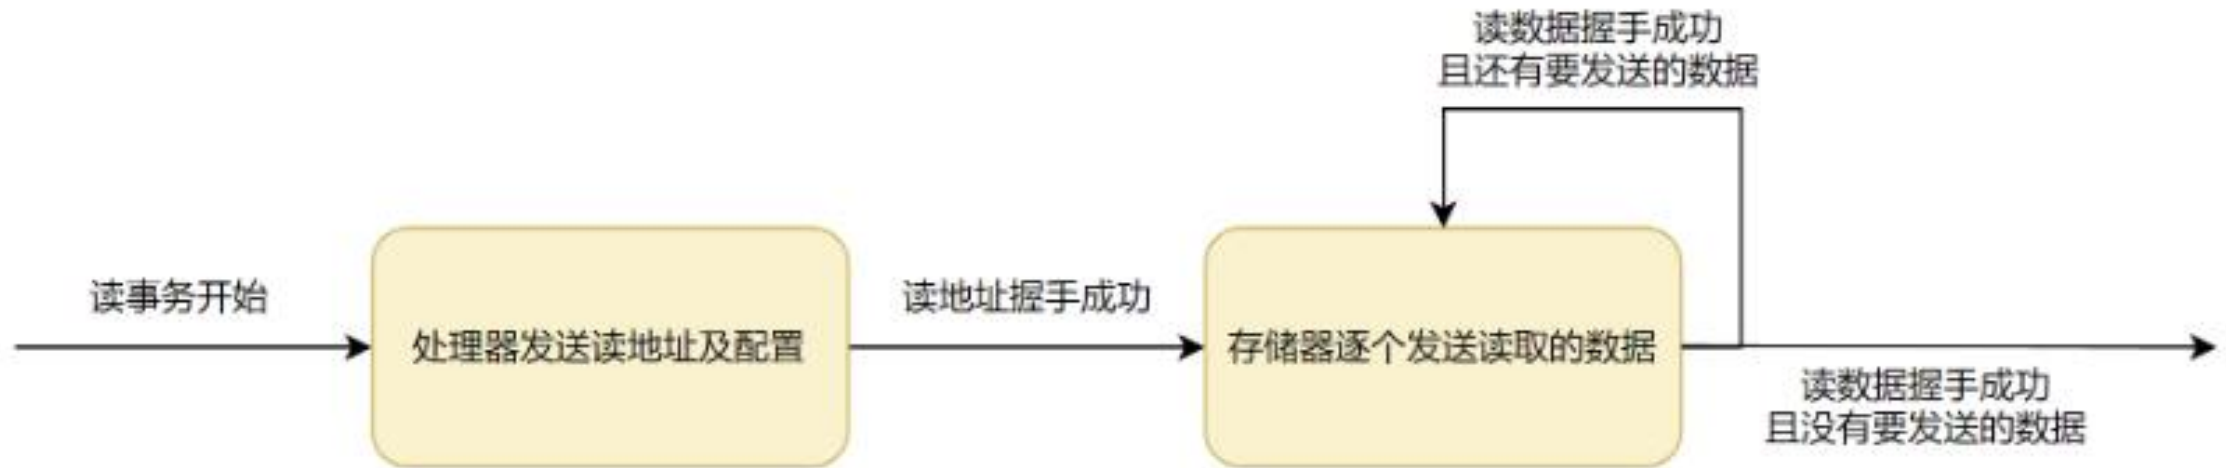 读数据握手成功
且还有要发送的数据
读事务开始
处理器发送读地址及配置
读地址握手成功
存储器逐个发送读取的数据
读数据握手成功
且没有要发送的数据